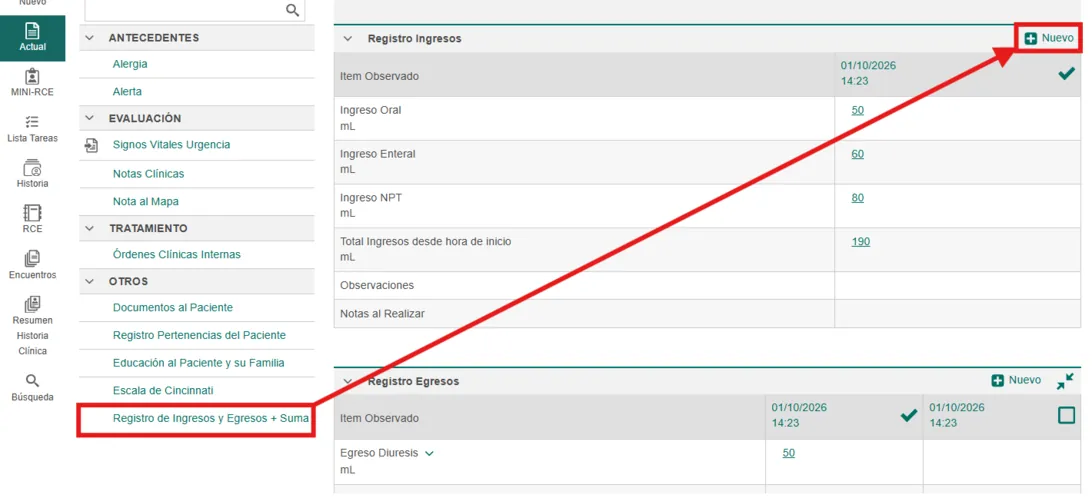 Nuevo
Actual
MINI-RCE
Lista Tareas
Historia
RCE
Encuentros
Resumen
Historia
Clínica
Búsqueda
ANTECEDENTES
Alergia
Alerta
EVALUACIÓN
Signos Vitales Urgencia
Notas Clínicas
Nota al Mapa
TRATAMIENTO
Órdenes Clínicas Internas
OTROS
Documentos al Paciente
Registro Pertenencias del Paciente
Educación al Paciente y su Familia
Escala de Cincinnati
Registro de Ingresos y Egresos + Suma
Registro Ingresos
Nuevo
Item Observado
01/10/2026
14:23
Ingreso Oral
mL
50
Ingreso Enteral
mL
60
Ingreso NPT
mL
80
Total Ingresos desde hora de inicio
mL
190
Observaciones
Notas al Realizar
Registro Egresos
Nuevo
Item Observado
01/10/2026
14:23
01/10/2026
14:23
Egreso Diuresis
mL
50